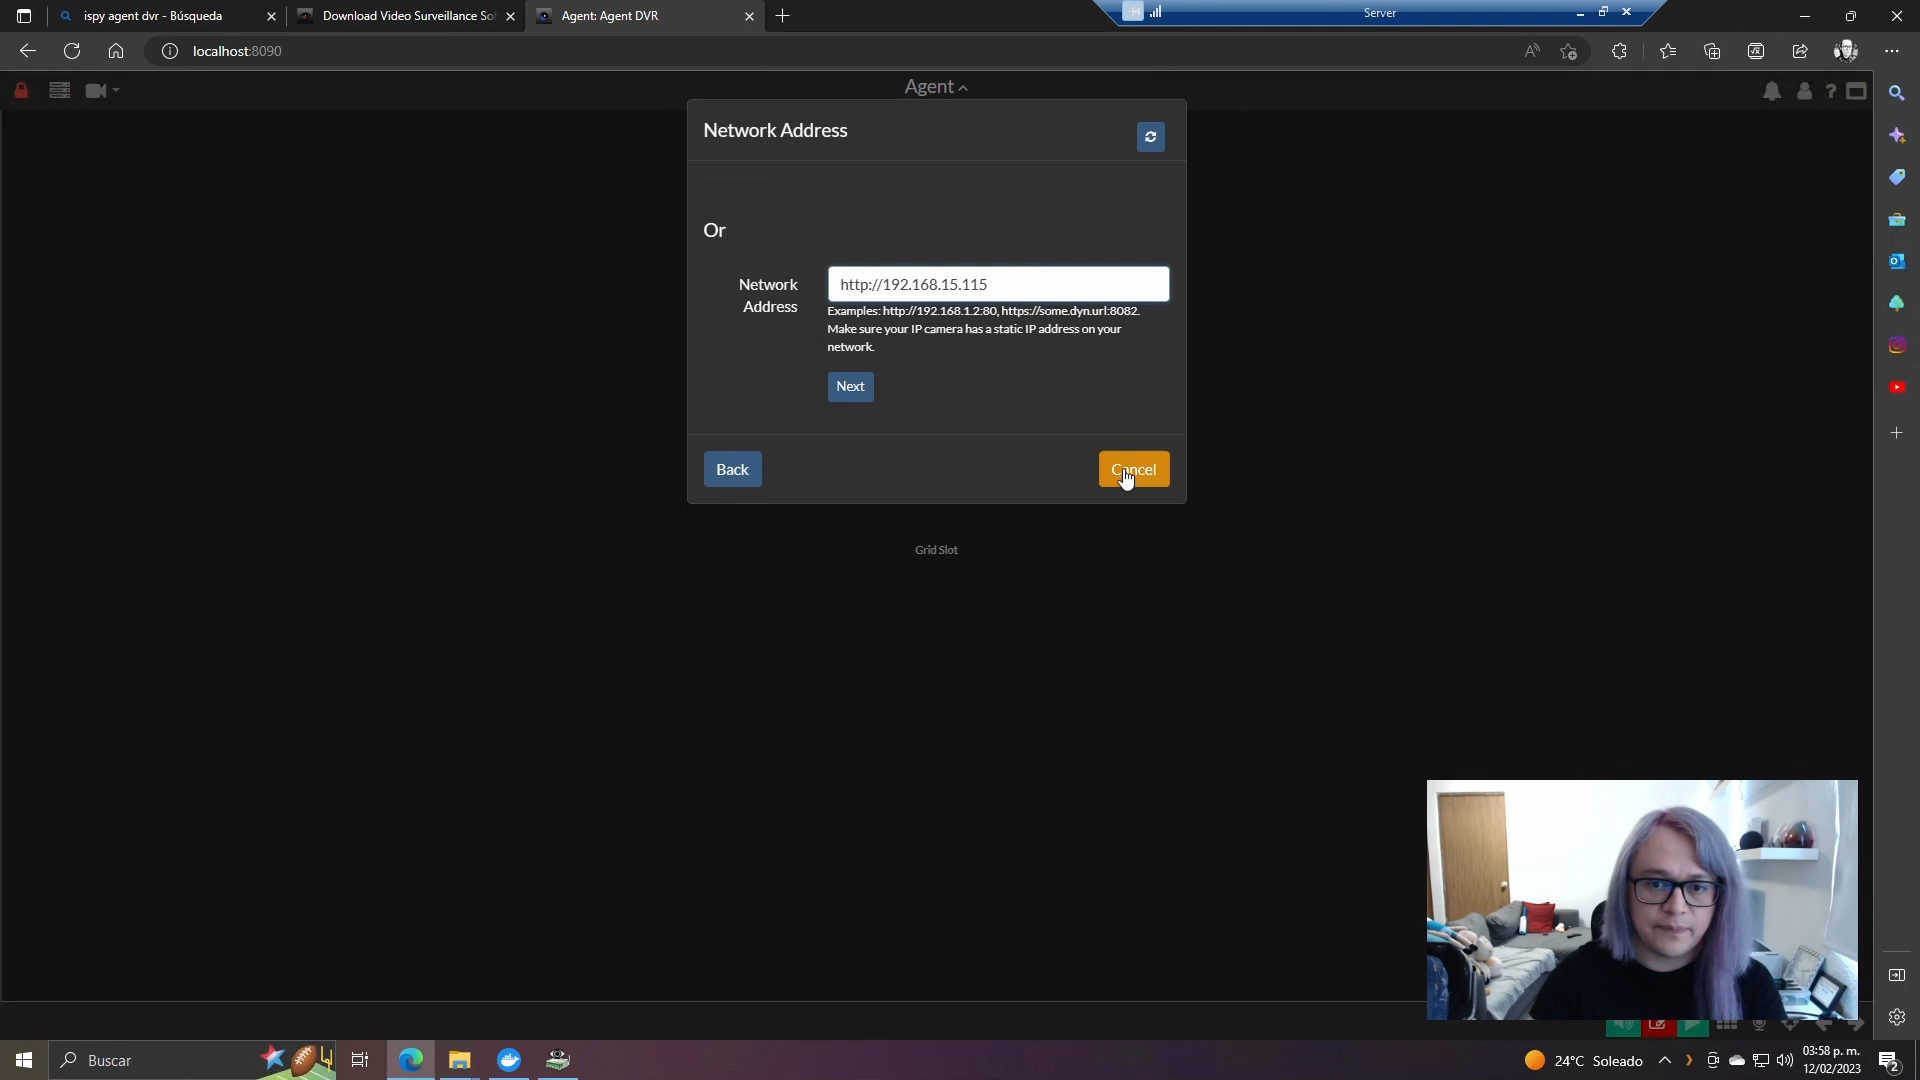 ispy agent dvr - Búsqueda
Download Video Surveillance Sof
Agent: Agent DVR
Server
localhost:8090
Agent
Network Address
Or
Network
Address
http://192.168.15.115
Examples: http://192.168.1.2:80, https://some.dyn.url:8082.
Make sure your IP camera has a static IP address on your
network.
Next
Back
Cancel
Grid Slot
Buscar
24°C Soleado
03:58 p. m.
12/02/2023
2